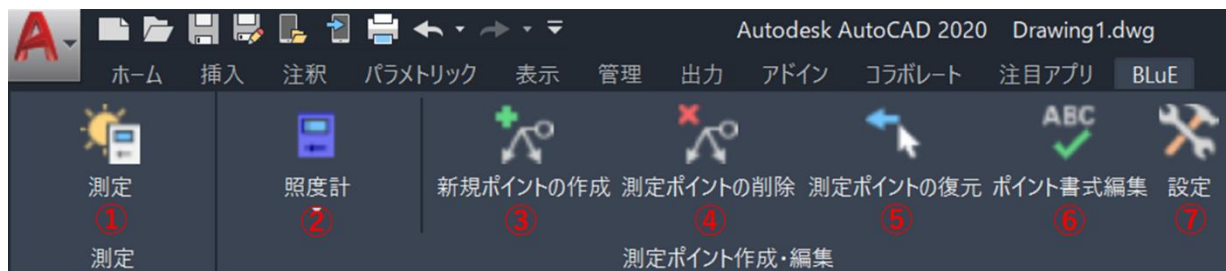 Autodesk AutoCAD 2020 Drawing1.dwg
ホーム 挿入 注釈 パラメトリック 表示 管理 出力 アドイン コラボレート 注目アプリ BLuE
ABC
測定 照度計 新規ポイントの作成 測定ポイントの削除 測定ポイントの復元 ポイント書式編集 設定
① ② ③ ④ ⑤ ⑥ ⑦
測定 測定ポイント作成・編集